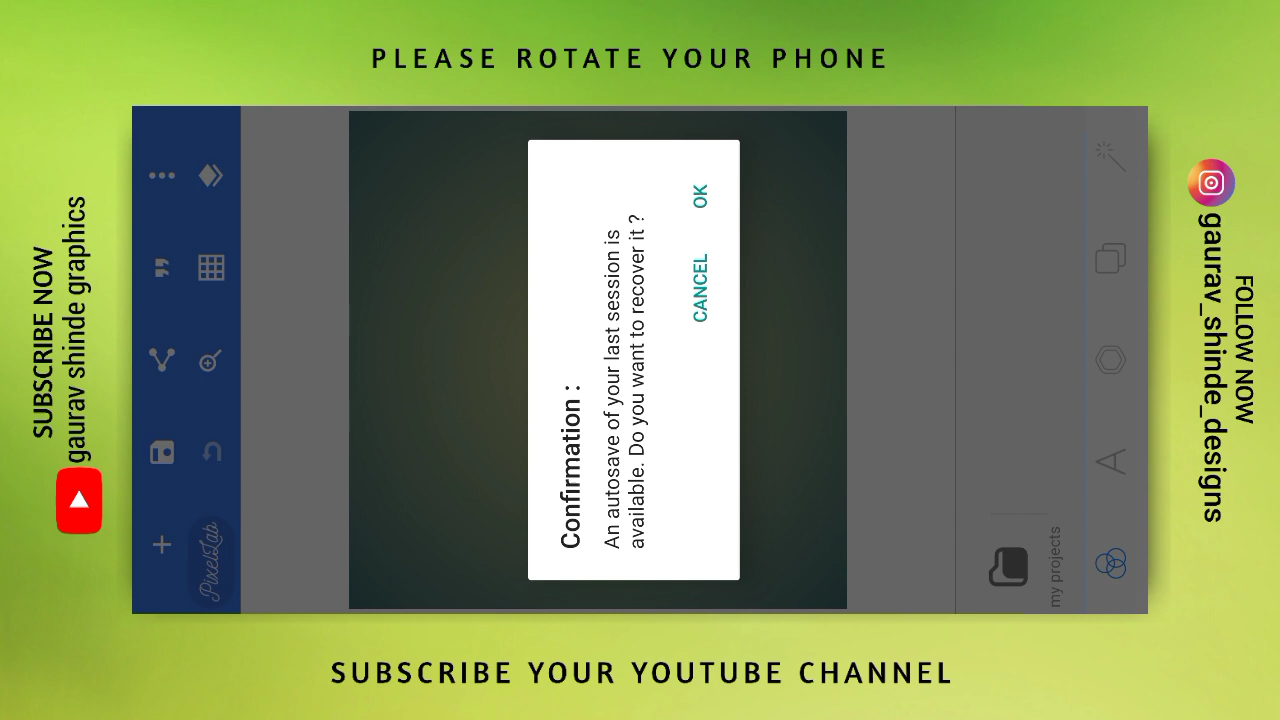 PLEASE ROTATE YOUR PHONE
SUBSCRIBE NOW
gaurav shinde graphics
PixelLab
Confirmation :
An autosave of your last session is
available. Do you want to recover it ?
CANCEL OK
my projects
FOLLOW NOW
gaurav_shinde_designs
SUBSCRIBE YOUR YOUTUBE CHANNEL